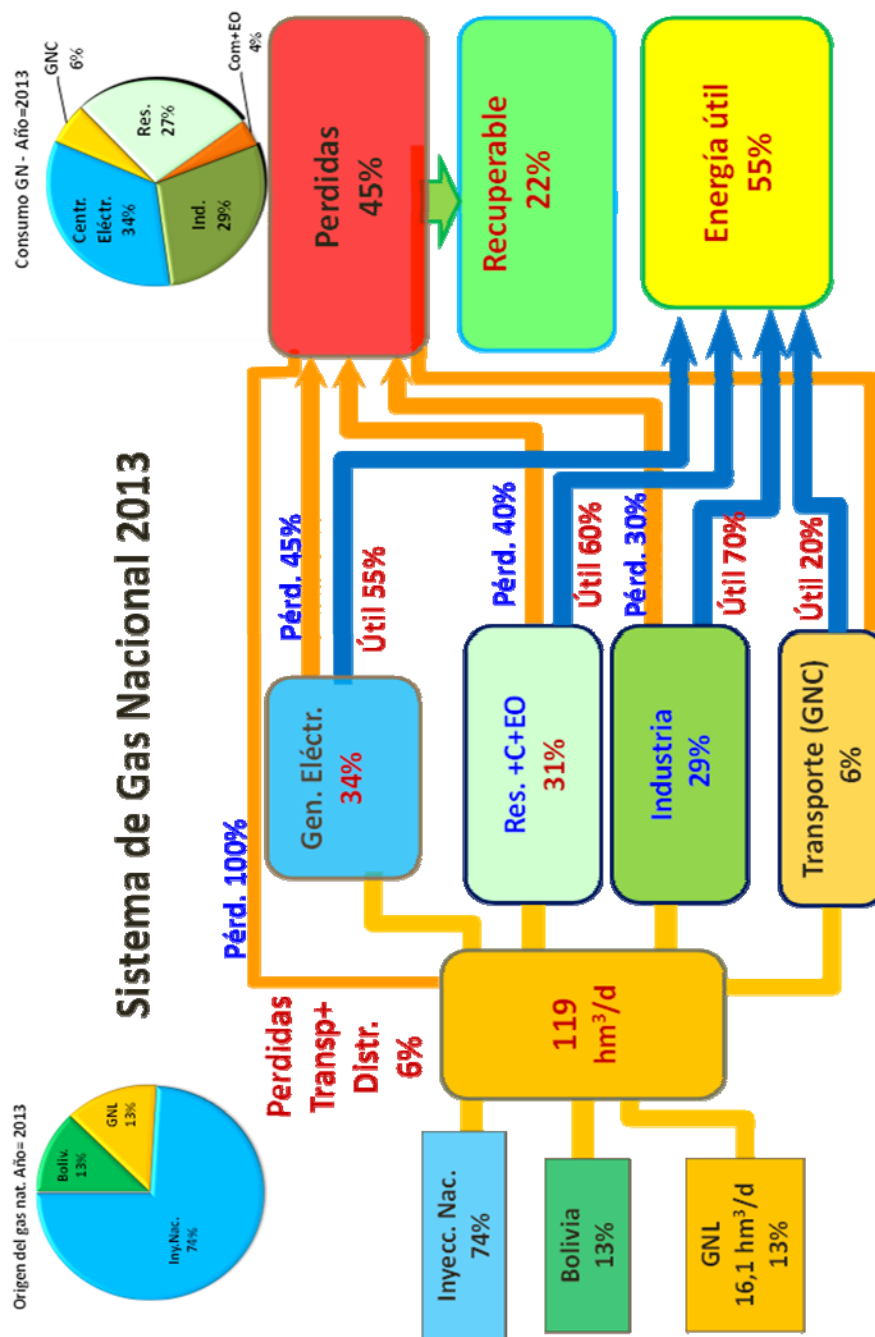 Sistema de Gas Nacional 2013
Origen del gas nat. Año= 2013
Boliv.
13%
GNL
13%
Iny.Nac.
74%
Consumo GN - Año=2013
GNC
6%
Centr.
Eléctr.
34%
Res.
27%
Ind.
29%
Com+EO
4%
Inyecc. Nac.
74%
Bolivia
13%
GNL
16,1 hm³/d
13%
Perdidas
Transp+
Distr.
6%
119
hm³/d
Pérd. 100%
Gen. Eléctr.
34%
Res. +C+EO
31%
Industria
29%
Transporte (GNC)
6%
Pérd. 45%
Útil 55%
Pérd. 40%
Útil 60%
Pérd. 30%
Útil 70%
Útil 20%
Perdidas
45%
Recuperable
22%
Energía útil
55%